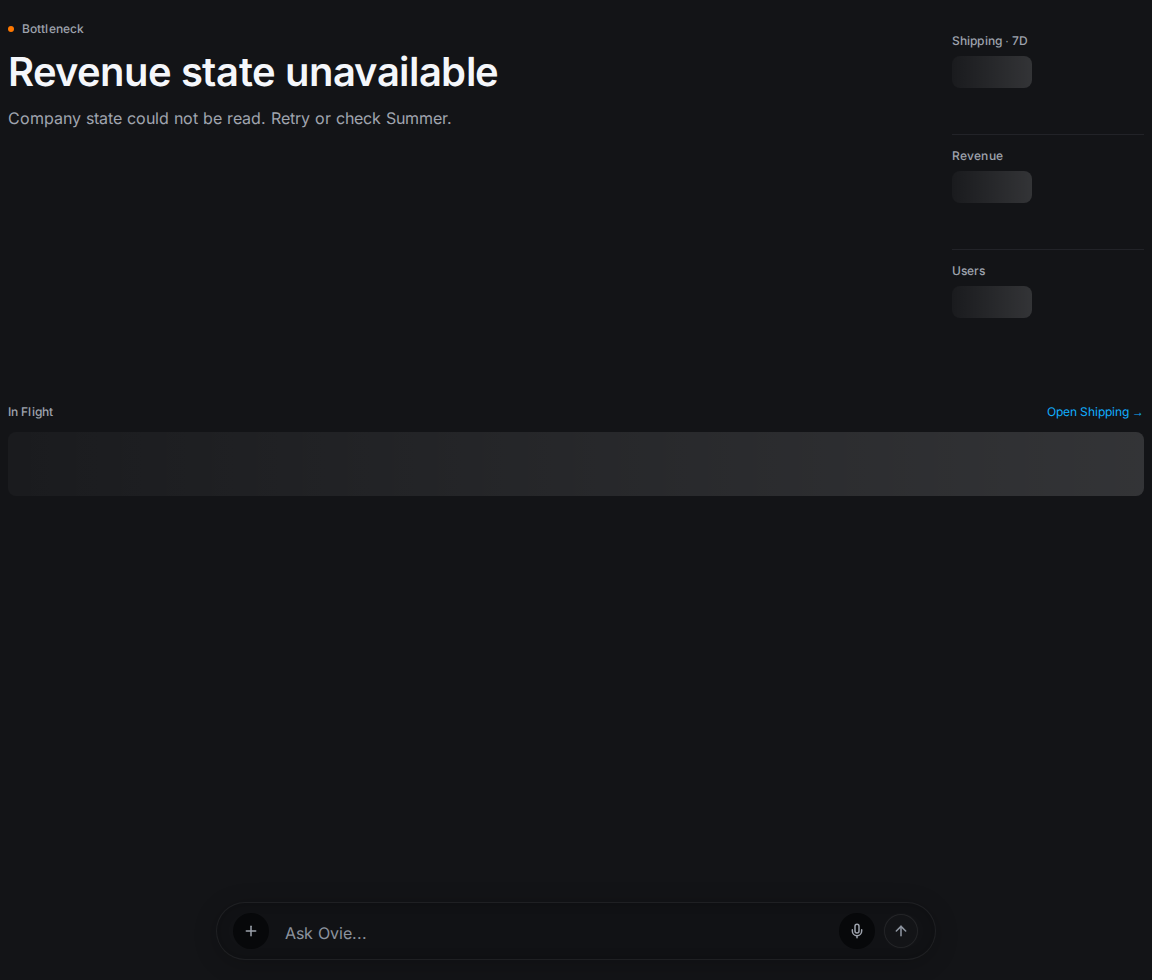 Bottleneck
Revenue state unavailable
Company state could not be read. Retry or check Summer.
Shipping · 7D
Revenue
Users
In Flight
Open Shipping →
Ask Ovie...